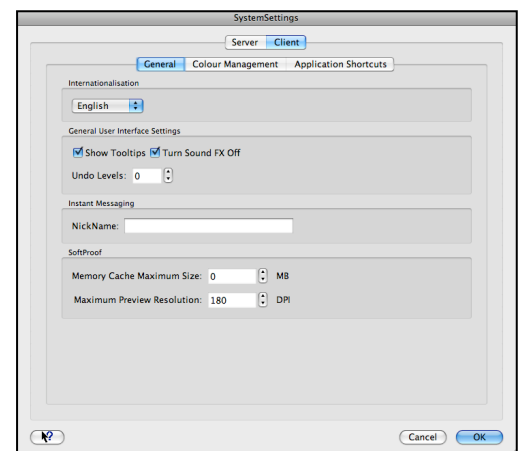 SystemSettings
Server Client
General Colour Management Application Shortcuts
Internationalisation
English
General User Interface Settings
Show Tooltips Turn Sound FX Off
Undo Levels: 0
Instant Messaging
NickName:
SoftProof
Memory Cache Maximum Size: 0 MB
Maximum Preview Resolution: 180 DPI
? Cancel OK